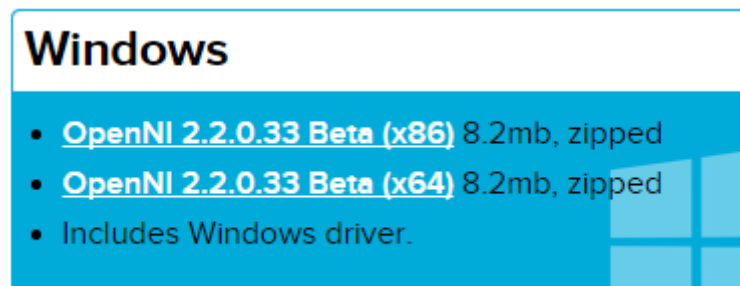 Windows
OpenNI 2.2.0.33 Beta (x86) 8.2mb, zipped
OpenNI 2.2.0.33 Beta (x64) 8.2mb, zipped
Includes Windows driver.